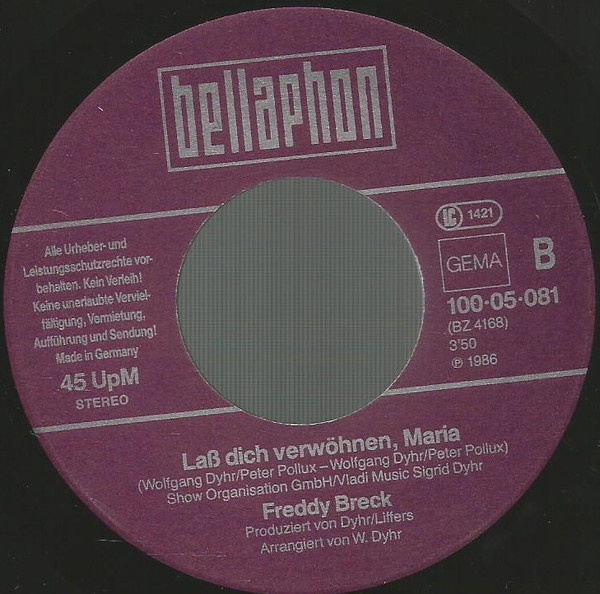 bellaphon
LC 1421
GEMA
B
100·05·081
(BZ 4168)
3'50
℗ 1986
Alle Urheber- und
Leistungsschutzrechte vor-
behalten. Kein Verleih!
Keine unerlaubte Verviel-
fältigung, Vermietung,
Aufführung und Sendung!
Made in Germany
45 UpM
STEREO
Laß dich verwöhnen, Maria
(Wolfgang Dyhr/Peter Pollux – Wolfgang Dyhr/Peter Pollux)
Show Organisation GmbH/Vladi Music Sigrid Dyhr
Freddy Breck
Produziert von Dyhr/Liffers
Arrangiert von W. Dyhr